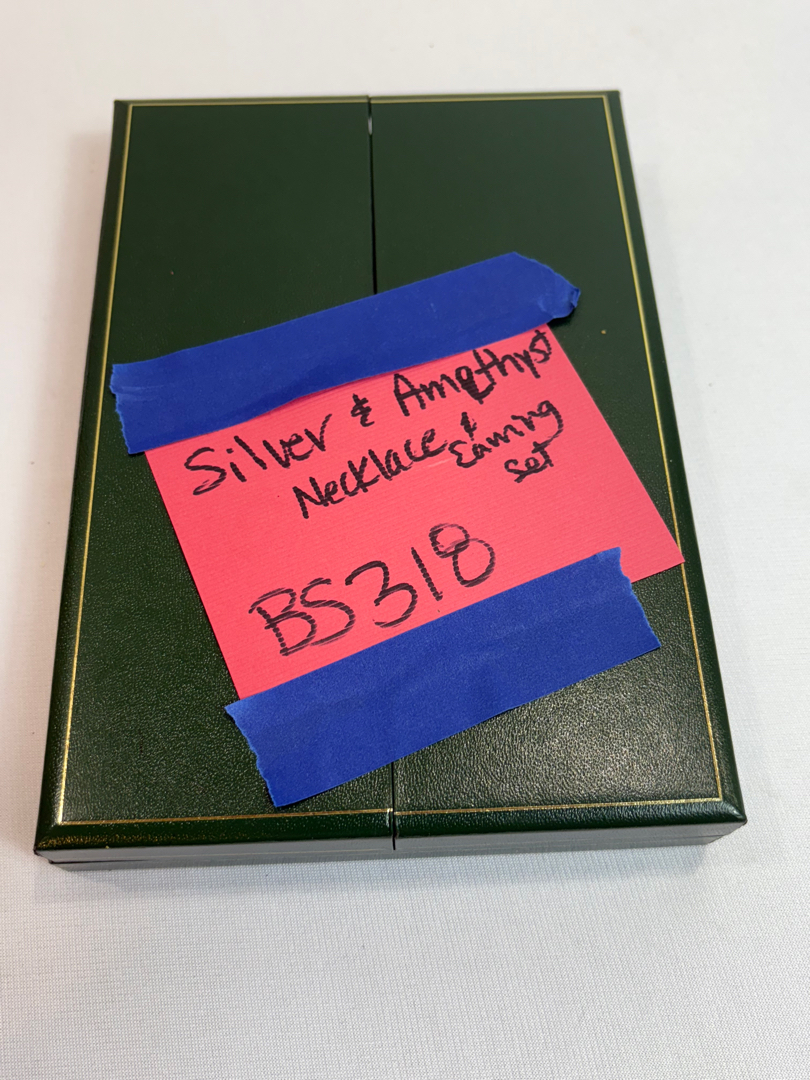 Silver & Amethyst
Necklace & Earring
Set
BS318